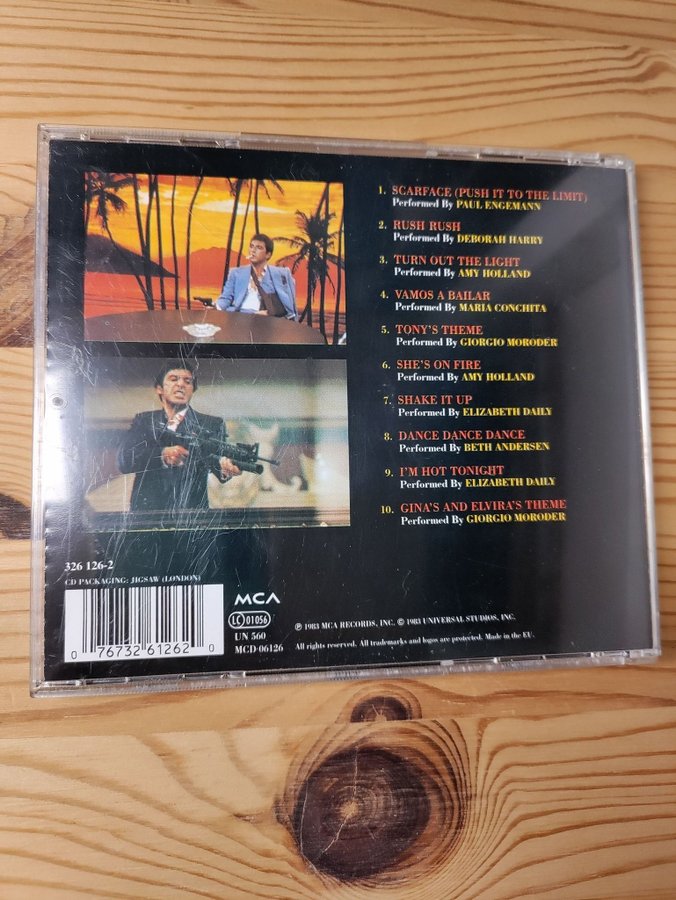 1. SCARFACE (PUSH IT TO THE LIMIT)
Performed By PAUL ENGEMANN
2. RUSH RUSH
Performed By DEBORAH HARRY
3. TURN OUT THE LIGHT
Performed By AMY HOLLAND
4. VAMOS A BAILAR
Performed By MARIA CONCHITA
5. TONY'S THEME
Performed By GIORGIO MORODER
6. SHE'S ON FIRE
Performed By AMY HOLLAND
7. SHAKE IT UP
Performed By ELIZABETH DAILY
8. DANCE DANCE DANCE
Performed By BETH ANDERSEN
9. I'M HOT TONIGHT
Performed By ELIZABETH DAILY
10. GINA'S AND ELVIRA'S THEME
Performed By GIORGIO MORODER
326 126-2
CD PACKAGING: JIGSAW (LONDON)
0 76732 61262 0
MCA
LC 01056
UN 560
MCD-06126
℗ 1983 MCA RECORDS, INC. © 1983 UNIVERSAL STUDIOS, INC.
All rights reserved. All trademarks and logos are protected. Made in the EU.